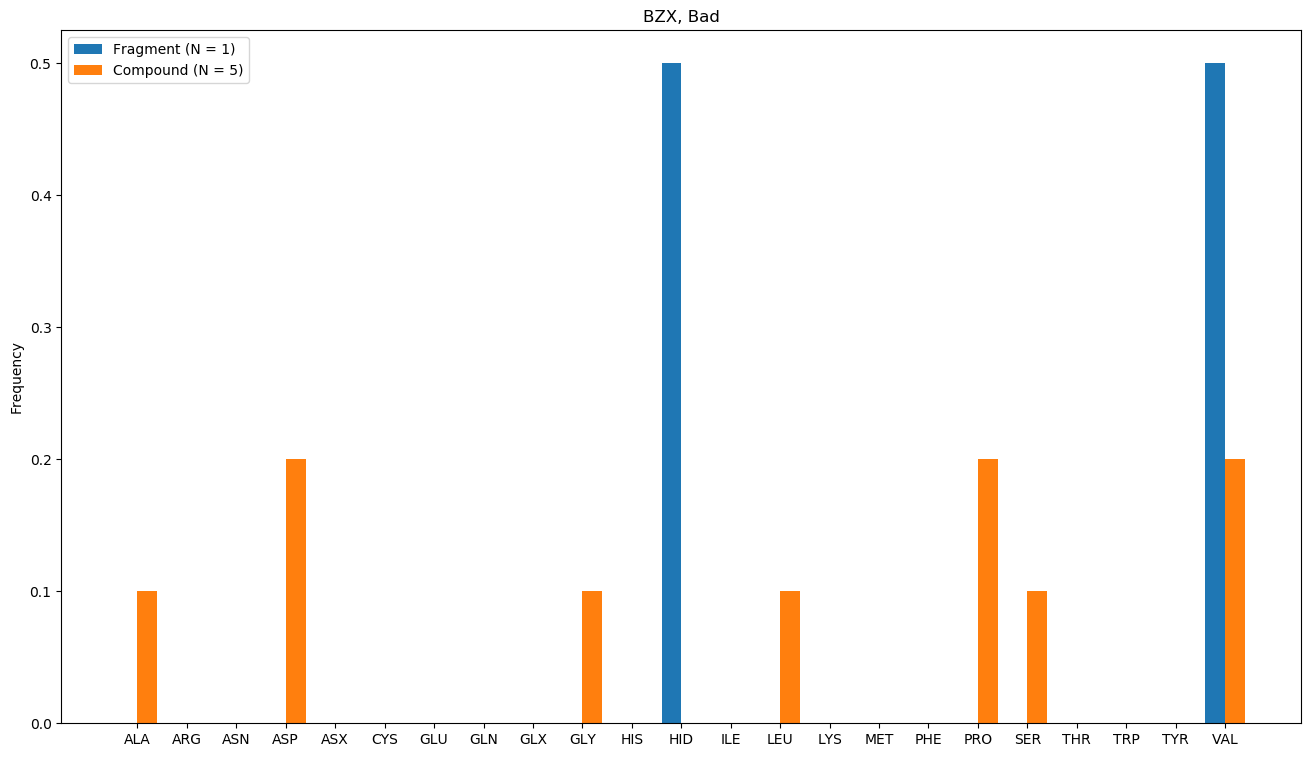 BZX, Bad
Fragment (N = 1)
Compound (N = 5)
Frequency
0.5
0.4
0.3
0.2
0.1
0.0
ALA ARG ASN ASP ASX CYS GLU GLN GLX GLY HIS HID ILE LEU LYS MET PHE PRO SER THR TRP TYR VAL